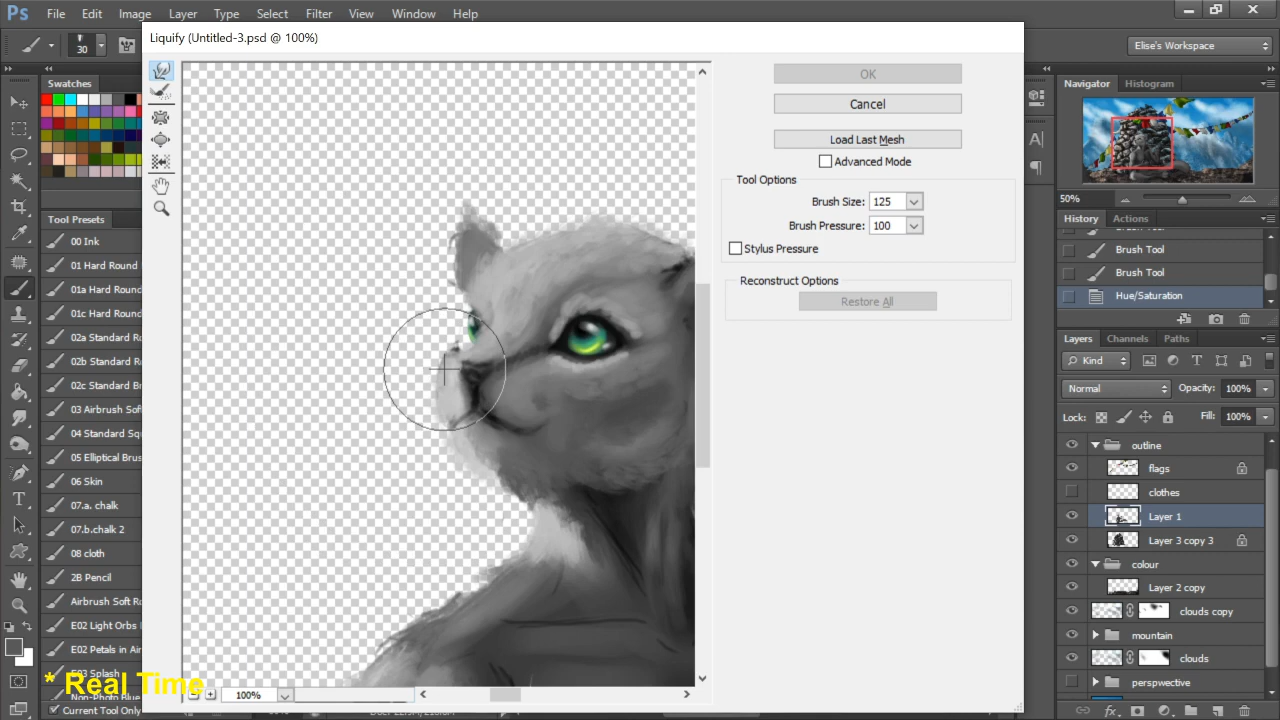 Ps File Edit Image Layer Type Select Filter View Window Help
30
Elise's Workspace
Liquify (Untitled-3.psd @ 100%)
Swatches
Tool Presets
00 Ink
01 Hard Round
01a Hard Round
01c Hard Round
02a Standard Ro
02b Standard Ro
02c Standard Br
03 Airbrush Soft
04 Standard Squ
05 Elliptical Brus
06 Skin
07.a. chalk
07.b.chalk 2
08 cloth
2B Pencil
Airbrush Soft Ro
E02 Light Orbs
E02 Petals in Air
E03 Splash
Non-Photo Blue
Current Tool Only
* Real Time
100%
OK
Cancel
Load Last Mesh
Advanced Mode
Tool Options
Brush Size: 125
Brush Pressure: 100
Stylus Pressure
Reconstruct Options
Restore All
Navigator Histogram
50%
History Actions
Brush Tool
Brush Tool
Brush Tool
Hue/Saturation
Layers Channels Paths
Kind
Normal Opacity: 100%
Lock: Fill: 100%
outline
flags
clothes
Layer 1
Layer 3 copy 3
colour
Layer 2 copy
clouds copy
mountain
clouds
perspwective